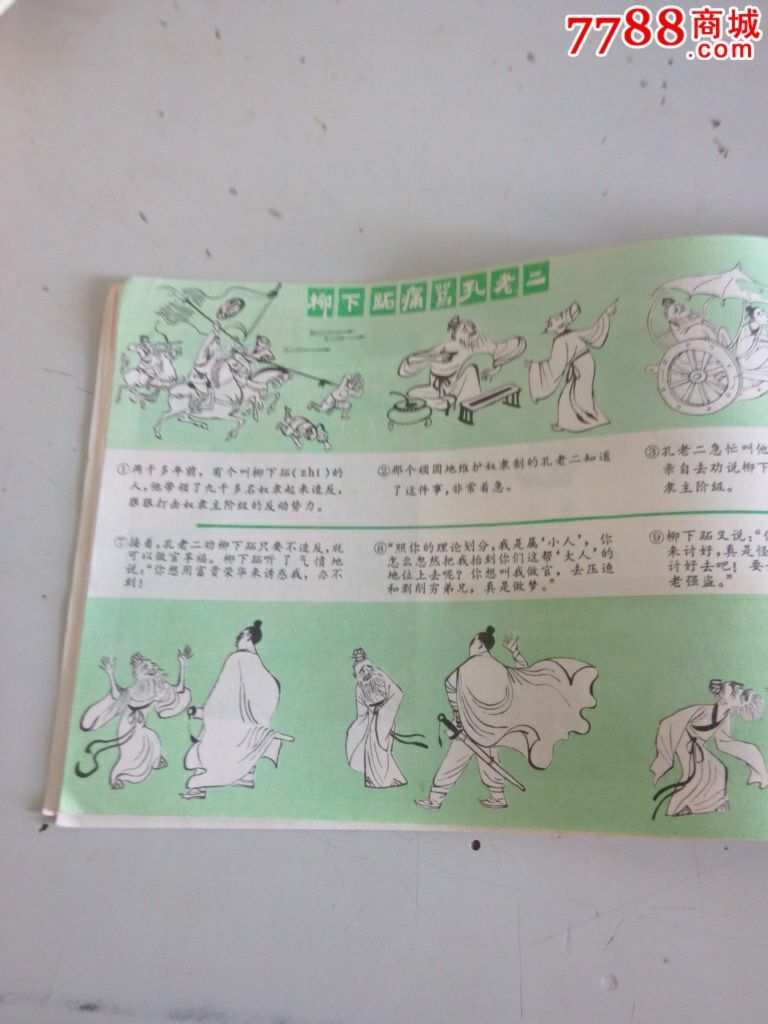 7788商城
.com
柳下跖痛骂孔老二
①两千多年前，有个叫柳下跖(zhí)的
人，他带领了九千多名奴隶起来造反，
狠狠打击奴隶主阶级的反动势力。
②那个顽固地维护奴隶制的孔老二知道
了这件事，非常着急。
③孔老二急忙叫他
亲自去劝说柳下
隶主阶级。
⑦接着，孔老二劝柳下跖只要不造反，就
可以做官享福。柳下跖听了气愤地
说：“你想用富贵荣华来诱惑我，办不
到！
⑧“照你的理论划分，我是属‘小人’，你
怎么忽然把我抬到你们这帮‘大人’的
地位上去呢？你想叫我做官，去压迫
和剥削穷弟兄，真是做梦。”
⑨柳下跖又说：“
来讨好，真是怪
讨好去吧！要
老强盗。”